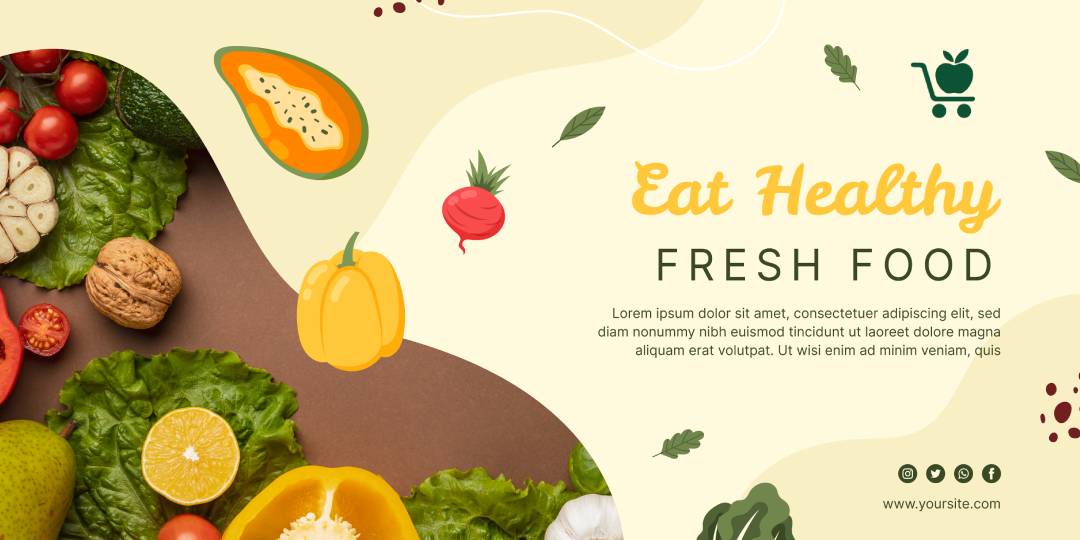 Eat Healthy
FRESH FOOD
Lorem ipsum dolor sit amet, consectetuer adipiscing elit, sed
diam nonummy nibh euismod tincidunt ut laoreet dolore magna
aliquam erat volutpat. Ut wisi enim ad minim veniam, quis
www.yoursite.com